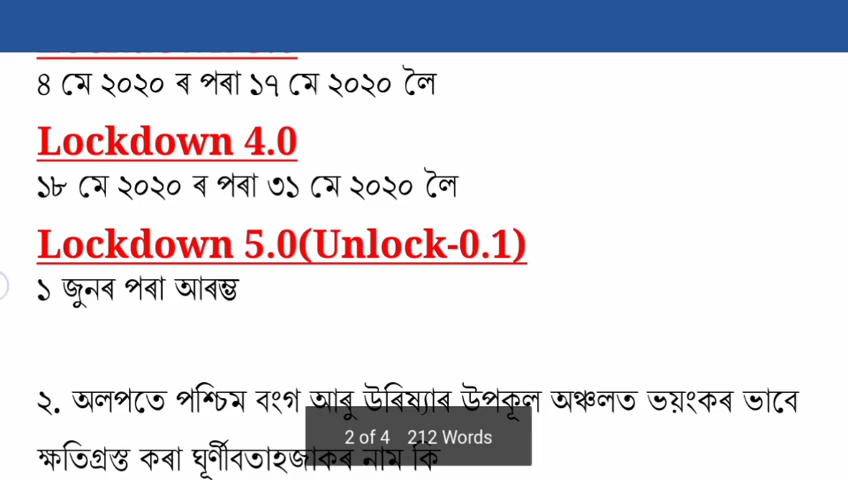 ৪ মে ২০২০ ৰ পৰা ১৭ মে ২০২০ লৈ
Lockdown 4.0
১৮ মে ২০২০ ৰ পৰা ৩১ মে ২০২০ লৈ
Lockdown 5.0(Unlock-0.1)
১ জুনৰ পৰা আৰম্ভ
২. অলপতে পশ্চিম বংগ আৰু উৰিষ্যাৰ উপকূল অঞ্চলত ভয়ংকৰ ভাবে
ক্ষতিগ্ৰস্ত কৰা ঘূৰ্ণীবতাহজাকৰ নাম কি
2 of 4 212 Words